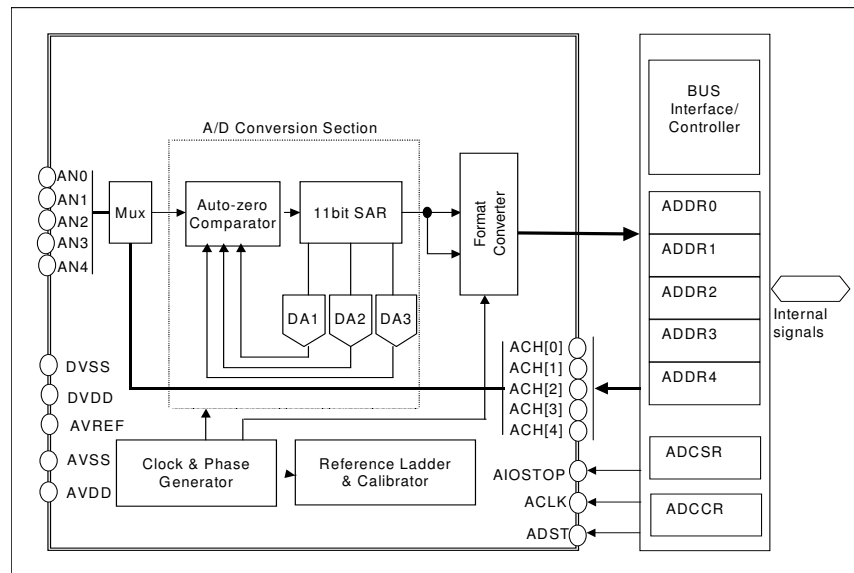 BUS
Interface/
Controller
A/D Conversion Section
AN0
AN1
AN2
AN3
AN4
Mux
Auto-zero
Comparator
11bit SAR
Format
Converter
DA1
DA2
DA3
ADDR0
ADDR1
ADDR2
ADDR3
ADDR4
Internal
signals
ACH[0]
ACH[1]
ACH[2]
ACH[3]
ACH[4]
DVSS
DVDD
AVREF
AVSS
AVDD
Clock & Phase
Generator
Reference Ladder
& Calibrator
AIOSTOP
ACLK
ADST
ADCSR
ADCCR